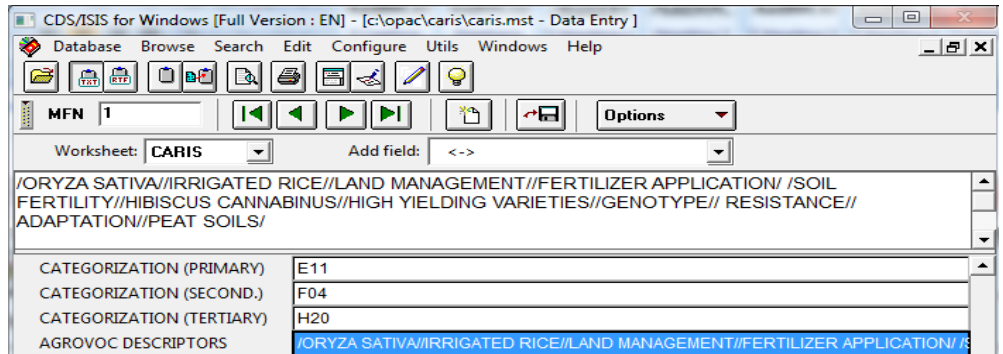 CDS/ISIS for Windows [Full Version : EN] - [c:\opac\caris\caris.mst - Data Entry ]
Database Browse Search Edit Configure Utils Windows Help
TXT RTF
MFN 1 Options
Worksheet: CARIS Add field: <->
/ORYZA SATIVA//IRRIGATED RICE//LAND MANAGEMENT//FERTILIZER APPLICATION/ /SOIL
FERTILITY//HIBISCUS CANNABINUS//HIGH YIELDING VARIETIES//GENOTYPE// RESISTANCE//
ADAPTATION//PEAT SOILS/
CATEGORIZATION (PRIMARY) E11
CATEGORIZATION (SECOND.) F04
CATEGORIZATION (TERTIARY) H20
AGROVOC DESCRIPTORS /ORYZA SATIVA//IRRIGATED RICE//LAND MANAGEMENT//FERTILIZER APPLICATION/ /S